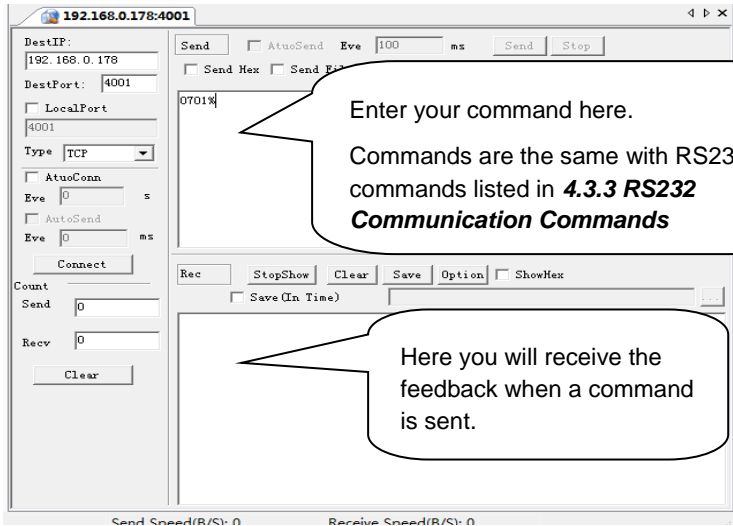 192.168.0.178:4001
DestIP:
192.168.0.178
DestPort: 4001
LocalPort
4001
Type TCP
AtuoConn
Eve 0 s
AutoSend
Eve 0 ms
Connect
Count
Send 0
Recv 0
Clear
Send AtuoSend Eve 100 ms Send Stop
Send Hex Send Fil
0701%
Enter your command here.
Commands are the same with RS23
commands listed in 4.3.3 RS232
Communication Commands
Rec StopShow Clear Save Option ShowHex
Save(In Time) ...
Here you will receive the
feedback when a command
is sent.
Send Speed(B/S): 0 Receive Speed(B/S): 0